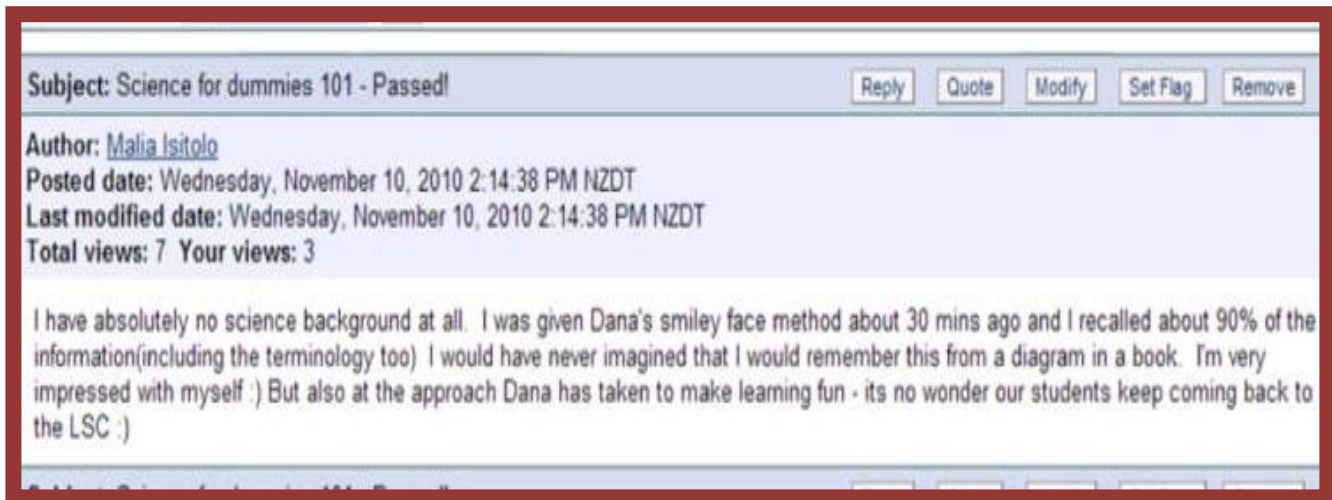 Subject: Science for dummies 101 - Passed! Reply Quote Modify Set Flag Remove
Author: Malia Isitolo
Posted date: Wednesday, November 10, 2010 2:14:38 PM NZDT
Last modified date: Wednesday, November 10, 2010 2:14:38 PM NZDT
Total views: 7 Your views: 3
I have absolutely no science background at all. I was given Dana's smiley face method about 30 mins ago and I recalled about 90% of the
information(including the terminology too) I would have never imagined that I would remember this from a diagram in a book. I'm very
impressed with myself :) But also at the approach Dana has taken to make learning fun - its no wonder our students keep coming back to
the LSC :)